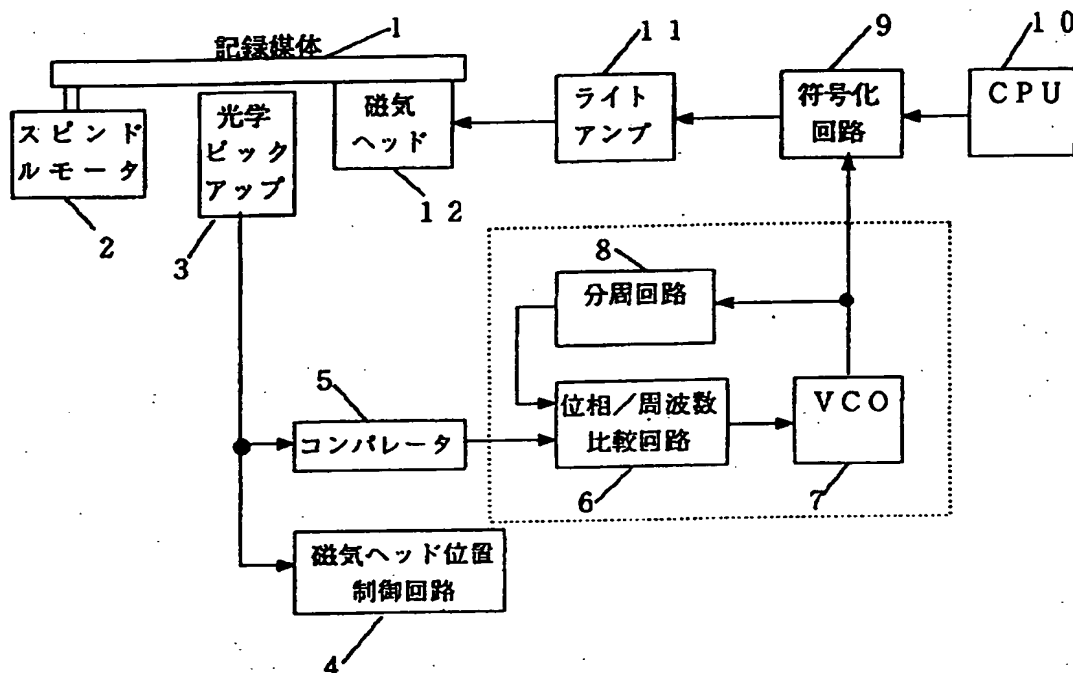 1
記録媒体
スピンド
ルモータ
2
光学
ピック
アップ
3
磁気
ヘッド
12
11
ライト
アンプ
9
符号化
回路
10
CPU
8
分周回路
5
コンパレータ
位相/周波数
比較回路
6
VCO
7
磁気ヘッド位置
制御回路
4